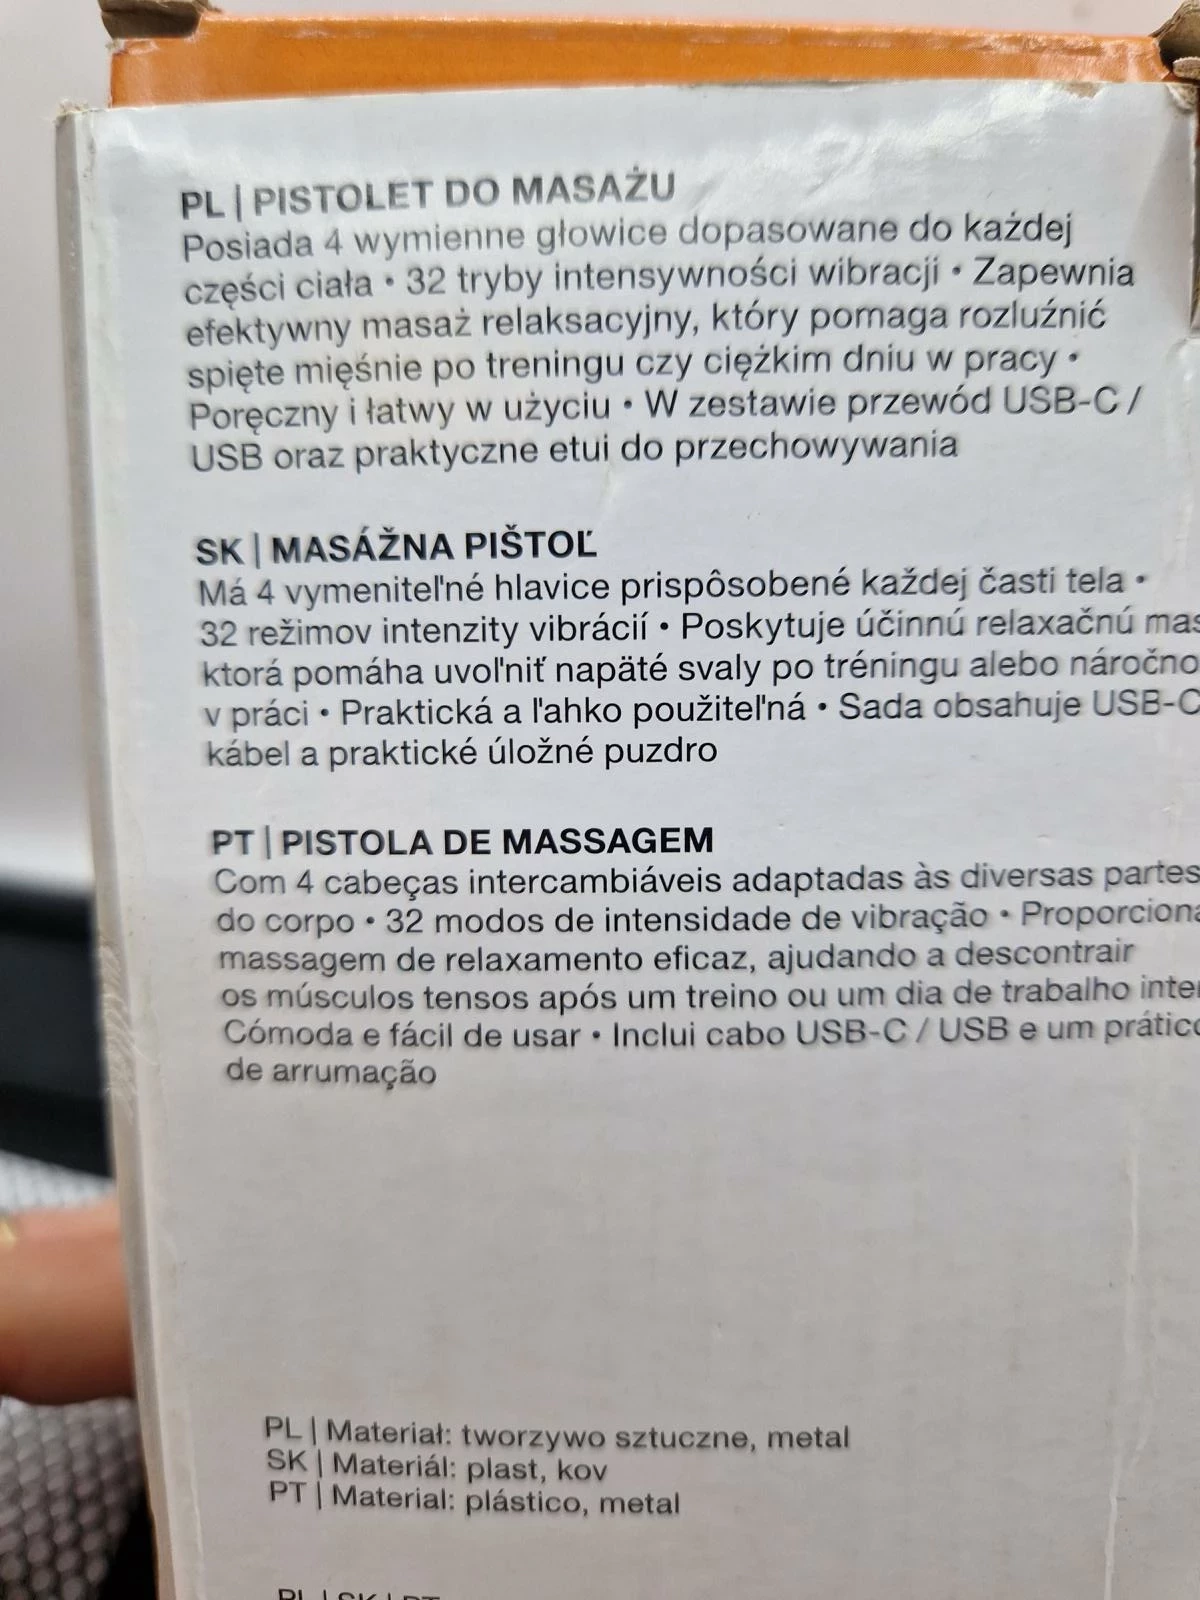 PL | PISTOLET DO MASAŻU
Posiada 4 wymienne głowice dopasowane do każdej
części ciała • 32 tryby intensywności wibracji • Zapewnia
efektywny masaż relaksacyjny, który pomaga rozluźnić
spięte mięśnie po treningu czy ciężkim dniu w pracy •
Poręczny i łatwy w użyciu • W zestawie przewód USB-C /
USB oraz praktyczne etui do przechowywania
SK | MASÁŽNA PIŠTOĽ
Má 4 vymeniteľné hlavice prispôsobené každej časti tela •
32 režimov intenzity vibrácií • Poskytuje účinnú relaxačnú
ktorá pomáha uvoľniť napäté svaly po tréningu alebo
v práci • Praktická a ľahko použiteľná • Sada obsahuje USB-C
kábel a praktické úložné puzdro
PT | PISTOLA DE MASSAGEM
Com 4 cabeças intercambiáveis adaptadas às diversas partes
do corpo • 32 modos de intensidade de vibração • Proporciona
massagem de relaxamento eficaz, ajudando a descontrair
os músculos tensos após um treino ou um dia de trabalho
Cómoda e fácil de usar • Inclui cabo USB-C / USB e um
de arrumação
PL | Materiał: tworzywo sztuczne, metal
SK | Materiál: plast, kov
PT | Material: plástico, metal
PL | SK | PT